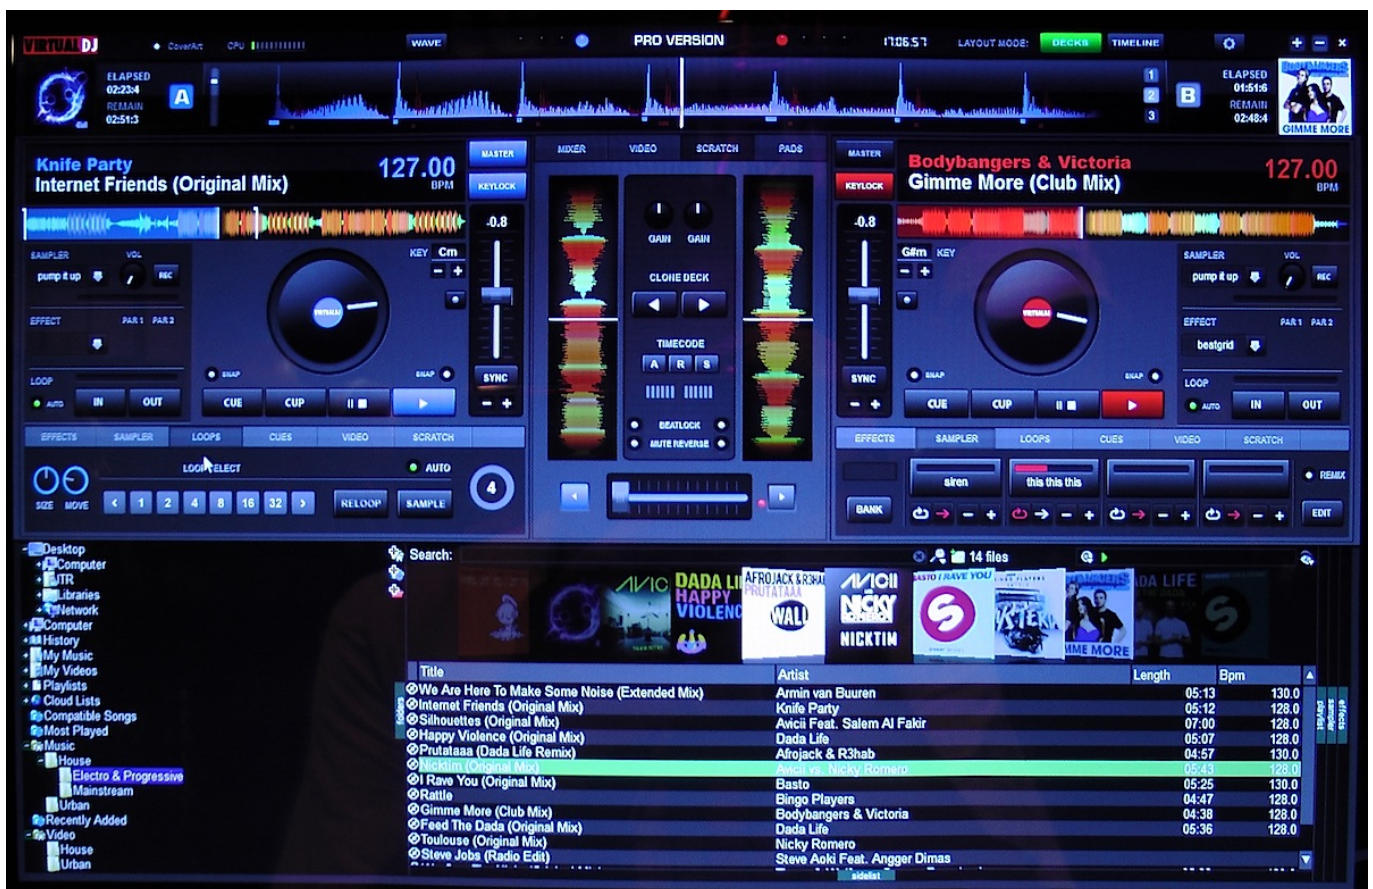 VIRTUAL DJ
CoverArt
CPU
WAVE
PRO VERSION
17:06:57
LAYOUT MODE: DECKS TIMELINE
ELAPSED
02:23:4
REMAIN
02:51:3
A
1
2
3
B
ELAPSED
01:51:6
REMAIN
02:48:4
GIMME MORE
Knife Party
Internet Friends (Original Mix)
127.00
BPM
MASTER
KEYLOCK
MIXER VIDEO SCRATCH PADS
MASTER
KEYLOCK
Bodybangers & Victoria
Gimme More (Club Mix)
127.00
BPM
SAMPLER VOL
pump it up REC
EFFECT PAR 1 PAR 2
LOOP
AUTO IN OUT
KEY Cm
- +
SNAP SNAP
CUE CUP
-0.8
SYNC
- +
GAIN GAIN
CLONE DECK
TIMECODE
A R S
BEATLOCK
MUTE REVERSE
-0.8
SYNC
- +
G#m KEY
- +
SNAP SNAP
CUE CUP
SAMPLER VOL
pump it up REC
EFFECT PAR 1 PAR 2
beatgrid
LOOP
AUTO IN OUT
EFFECTS SAMPLER LOOPS CUES VIDEO SCRATCH
AUTO
SIZE MOVE
< 1 2 4 8 16 32 >
RELOOP SAMPLE
4
EFFECTS SAMPLER LOOPS CUES VIDEO SCRATCH
siren this this this
REMIX
BANK - + - + - + - + EDIT
Desktop
Computer
JTR
Libraries
Network
Computer
History
My Music
My Videos
Playlists
Cloud Lists
Compatible Songs
Most Played
Music
House
Electro & Progressive
Mainstream
Urban
Recently Added
Video
House
Urban
Search:
14 files
DADA
HAPPY
AFROJACK & R3HAB
PRUTATAAA
WALL
AVICII
NICKY
ROMERO
NICKTIM
I RAVE YOU
S
DADA LIFE
Title Artist Length Bpm
We Are Here To Make Some Noise (Extended Mix) Armin van Buuren 05:13 130.0
Internet Friends (Original Mix) Knife Party 05:12 128.0
Silhouettes (Original Mix) Avicii Feat. Salem Al Fakir 07:00 128.0
Happy Violence (Original Mix) Dada Life 05:07 128.0
Prutataaa (Dada Life Remix) Afrojack & R3hab 04:57 130.0
Nicktim (Original Mix) Avicii vs. Nicky Romero 05:43 128.0
I Rave You (Original Mix) Basto 05:25 130.0
Rattle Bingo Players 04:47 128.0
Gimme More (Club Mix) Bodybangers & Victoria 04:38 128.0
Feed The Dada (Original Mix) Dada Life 05:36 128.0
Toulouse (Original Mix) Nicky Romero
Steve Jobs (Radio Edit) Steve Aoki Feat. Angger Dimas
folders
sidelist
effects
sampler
playlist